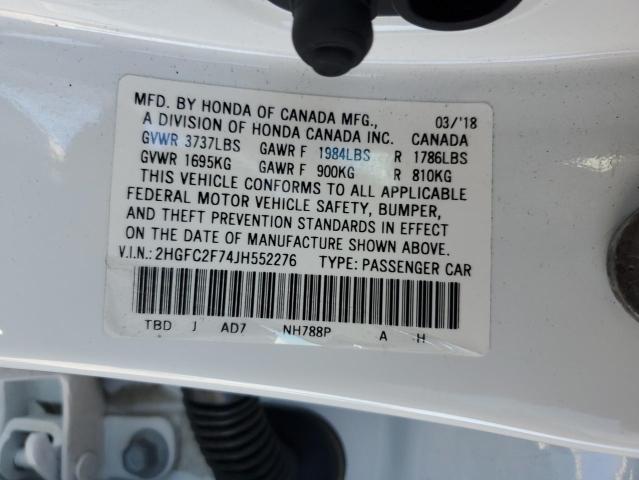 MFD. BY HONDA OF CANADA MFG., 03/'18
A DIVISION OF HONDA CANADA INC. CANADA
GVWR 3737LBS GAWR F 1984LBS R 1786LBS
GVWR 1695KG GAWR F 900KG R 810KG
THIS VEHICLE CONFORMS TO ALL APPLICABLE
FEDERAL MOTOR VEHICLE SAFETY, BUMPER,
AND THEFT PREVENTION STANDARDS IN EFFECT
ON THE DATE OF MANUFACTURE SHOWN ABOVE.
V.I.N.: 2HGFC2F74JH552276 TYPE: PASSENGER CAR
TBD J AD7 NH788P A H